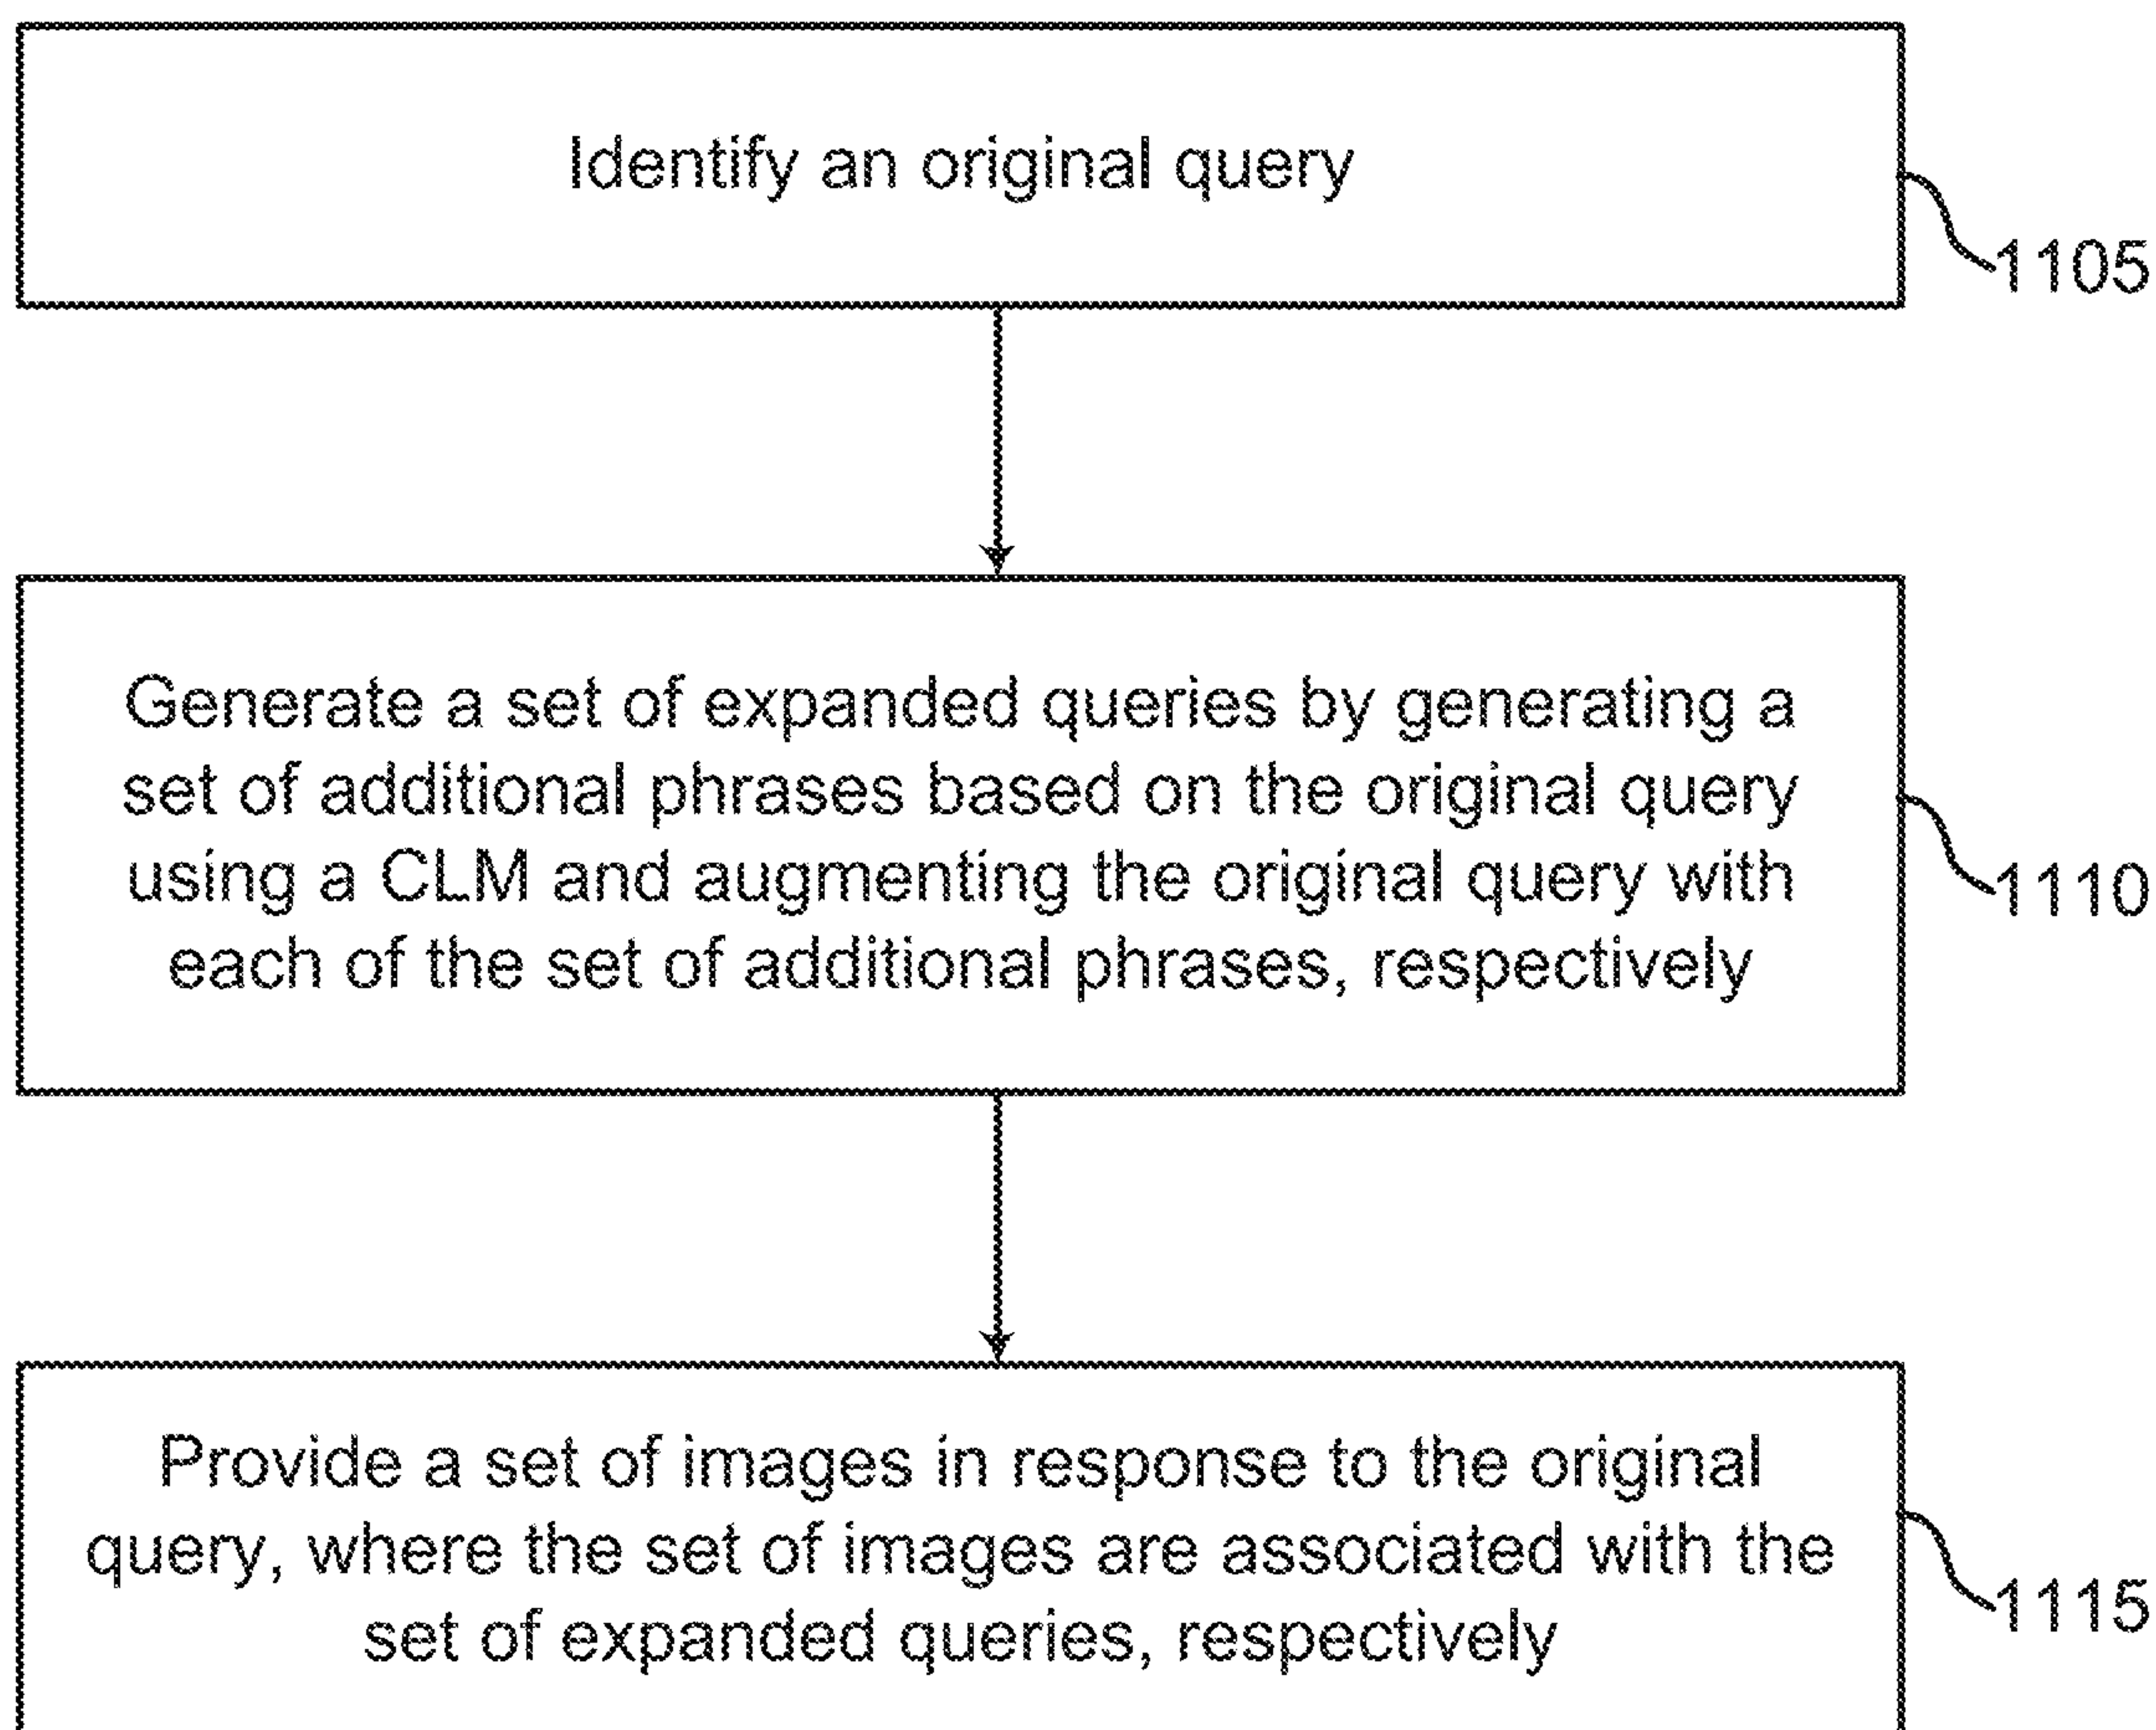 Identify an original query
1105
Generate a set of expanded queries by generating a
set of additional phrases based on the original query
using a CLM and augmenting the original query with
each of the set of additional phrases, respectively
1110
Provide a set of images in response to the original
query, where the set of images are associated with the
set of expanded queries, respectively
1115